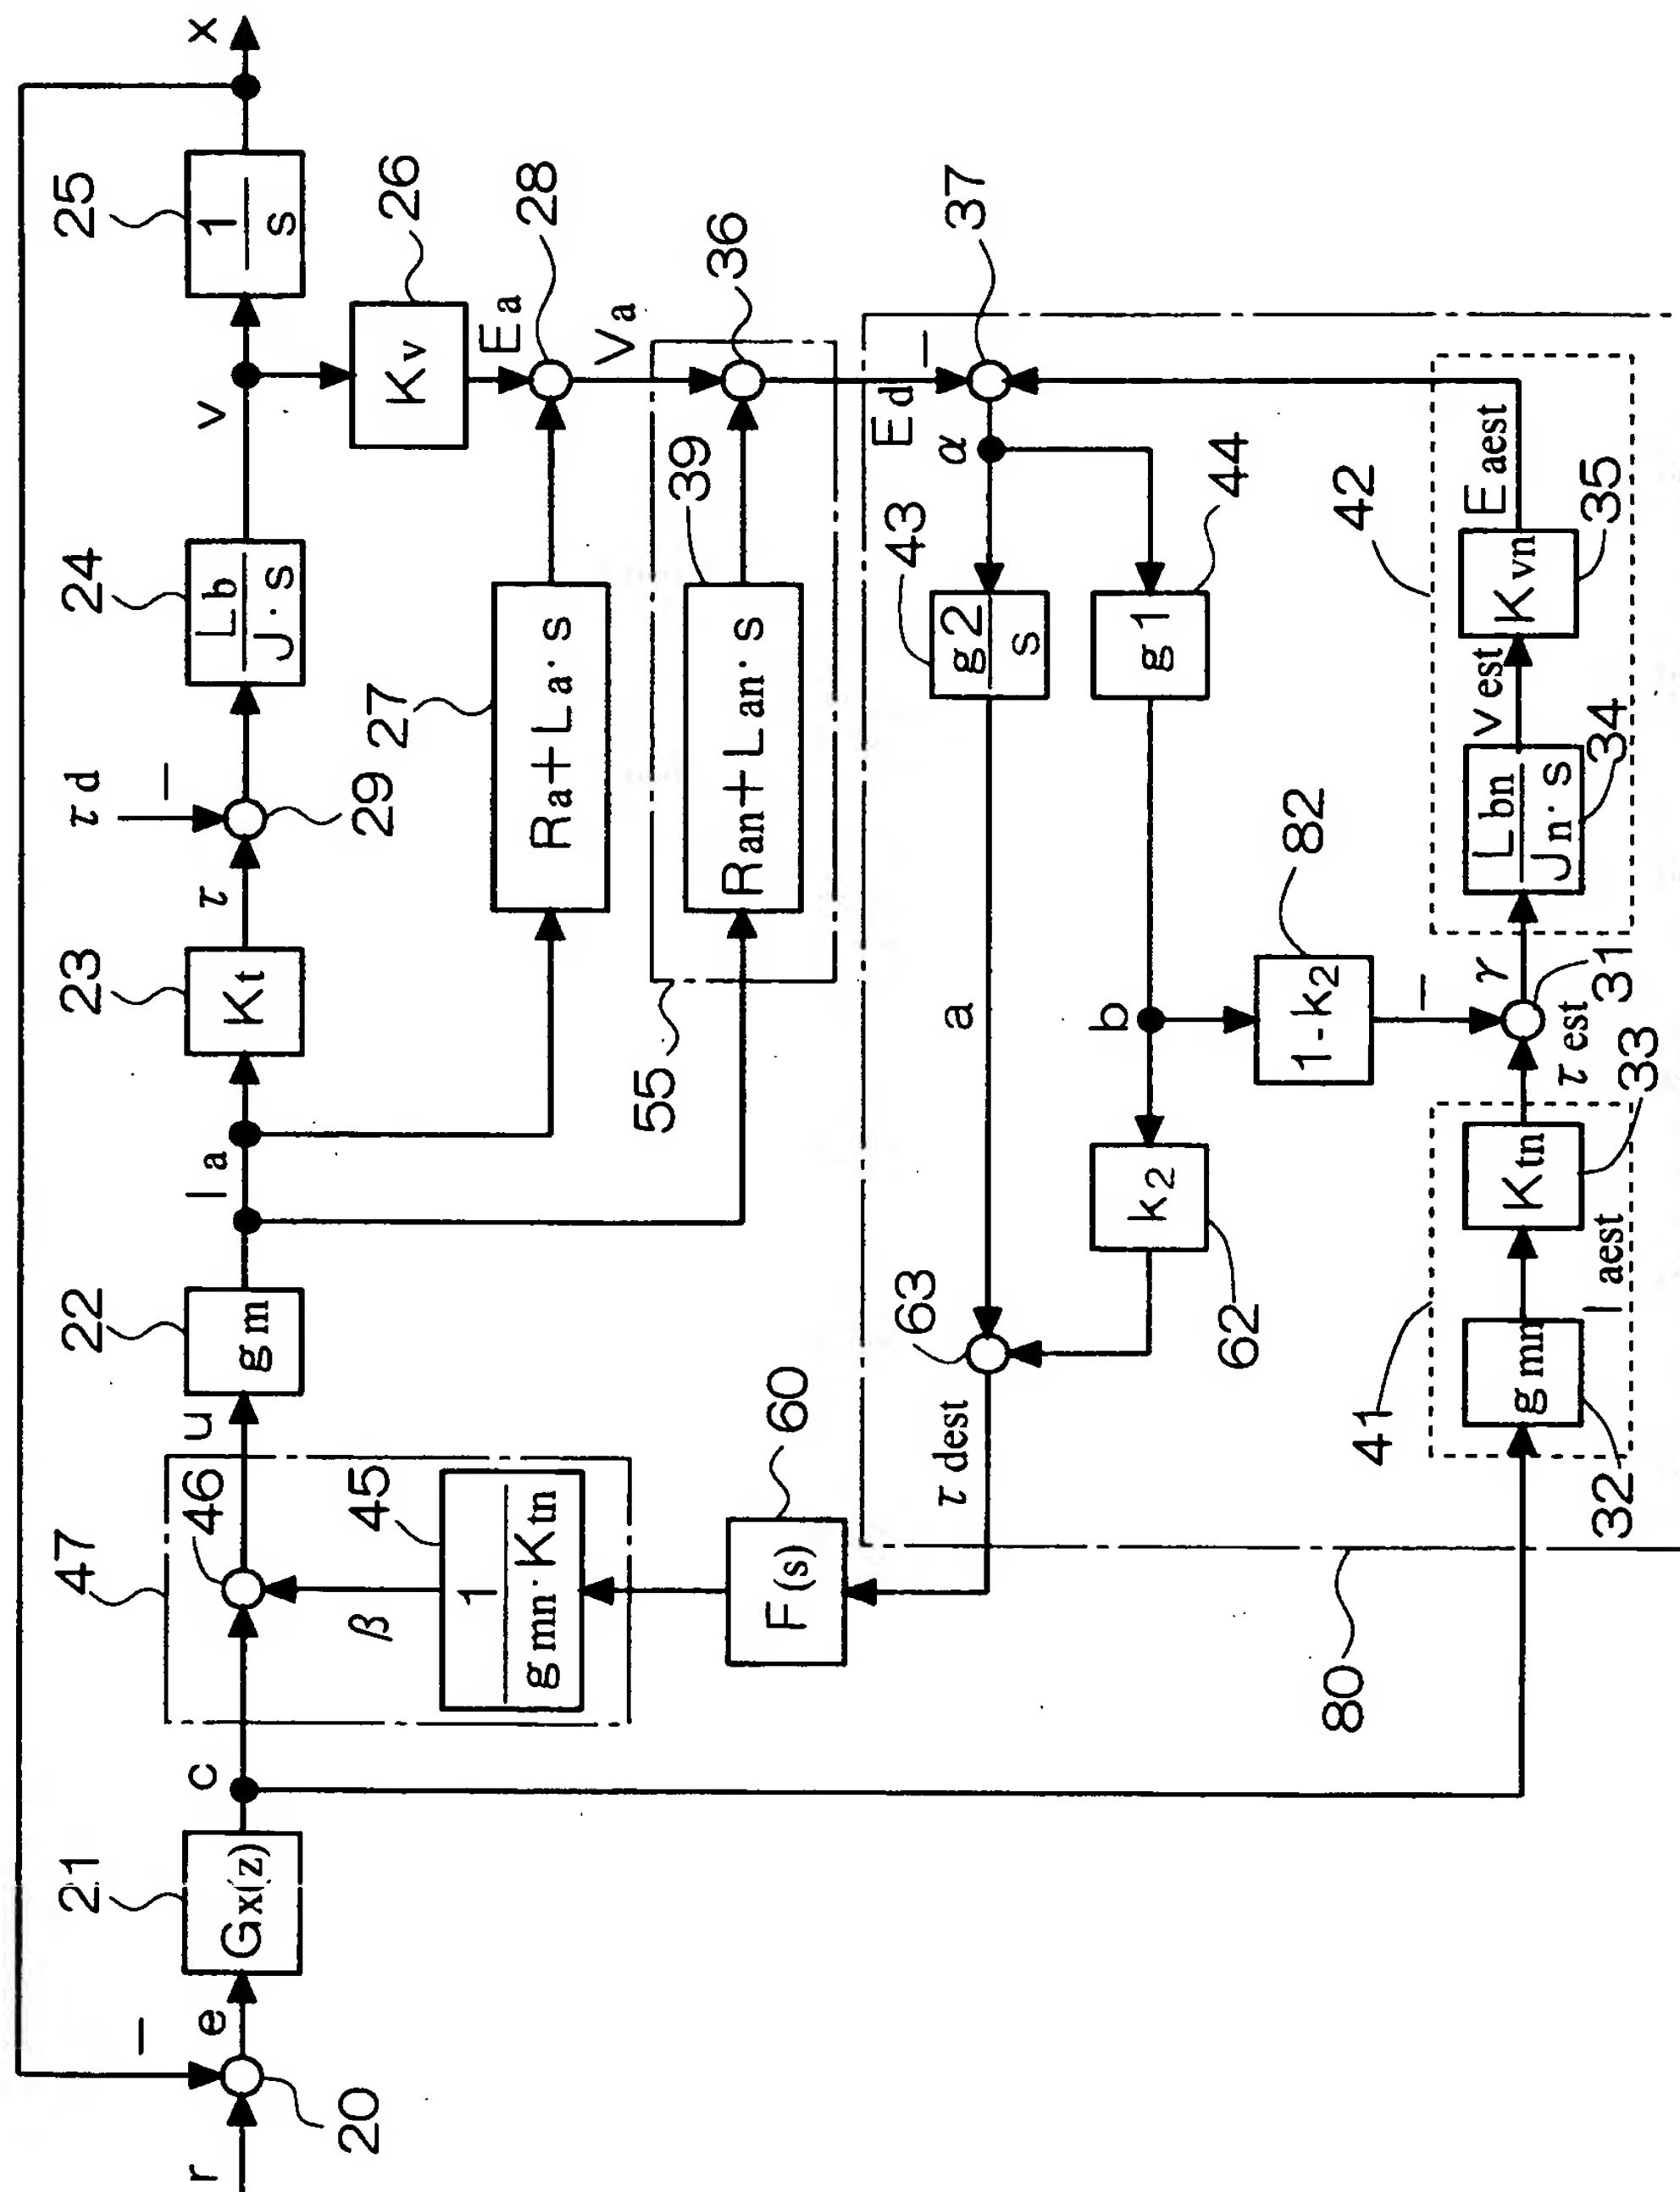 r
−
e
20
21
Gx(z)
c
47
46
u
β
45
1
gmn·Ktn
22
gm
Ia
23
Kt
τ
τd
−
29
24
Lb
J·s
v
25
1
s
x
26
Kv
Ea
28
27
Ra+La·s
Va
36
39
Ran+Lan·s
55
60
F(s)
τdest
63
a
43
g2
s
α
Ed
−
37
44
g1
b
k2
62
82
1-k2
−
80
41
gmn
32
Iaest
Ktn
33
τest
31
γ
42
Lbn
Jn·s
34
vest
Kvn
35
Eaest